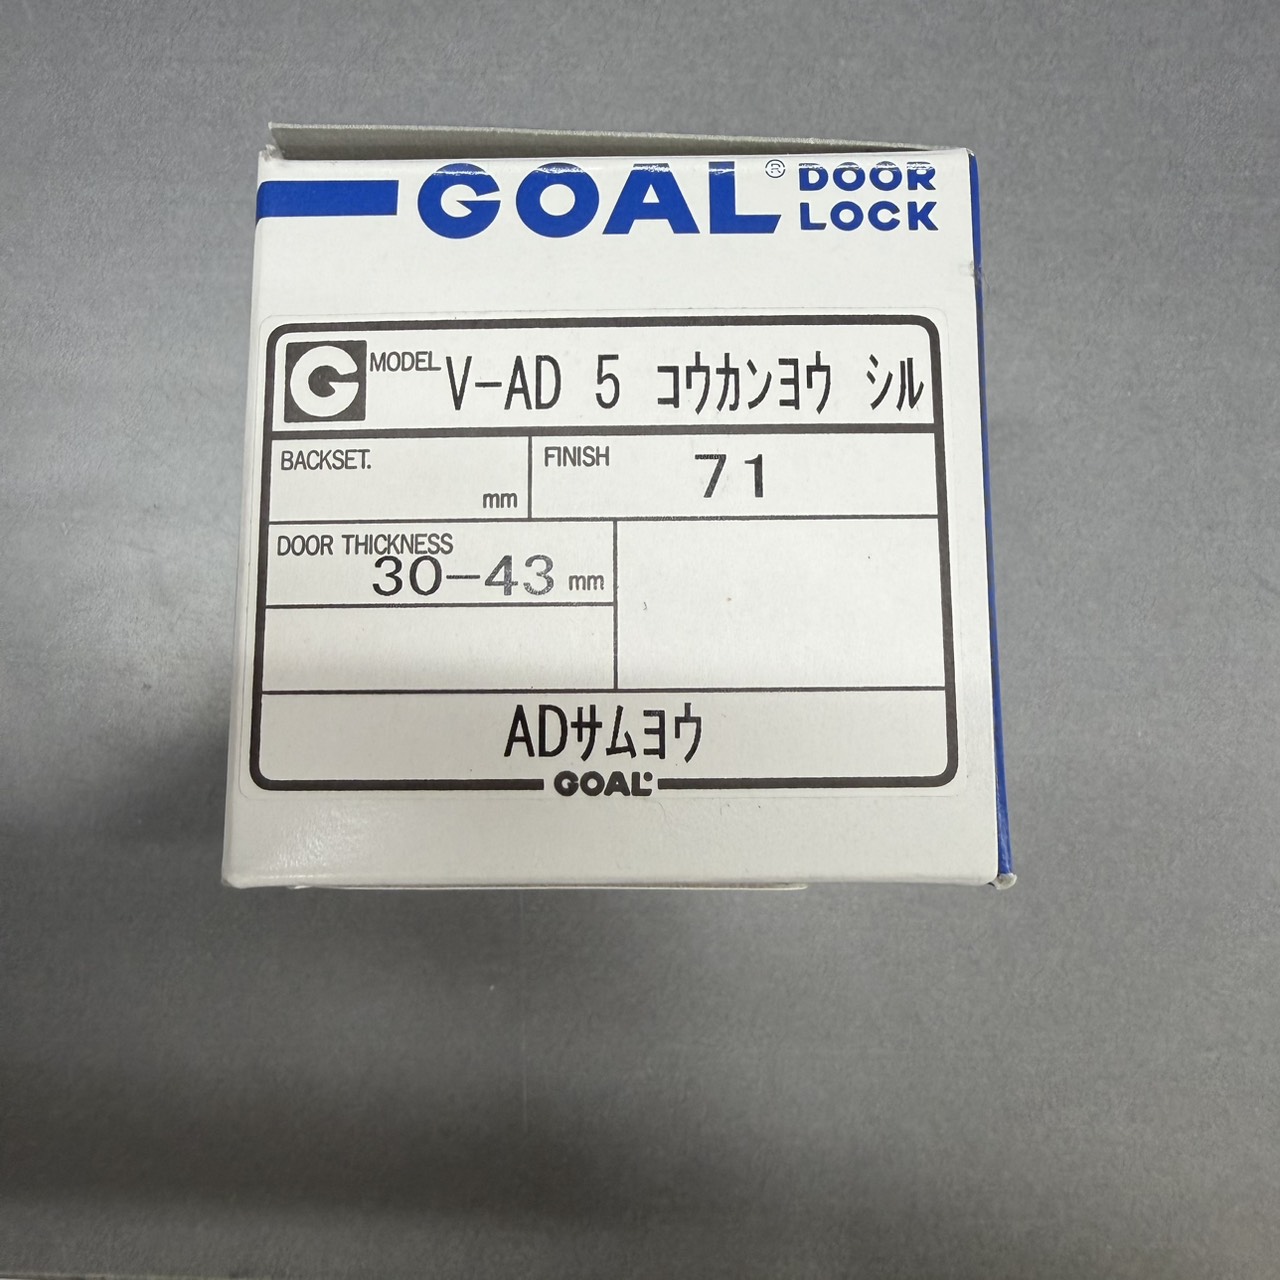 GOAL® DOOR LOCK
G MODEL V-AD 5 コウカンヨウ シル
BACKSET. mm
FINISH 71
DOOR THICKNESS 30-43 mm
ADサムヨウ
GOAL®